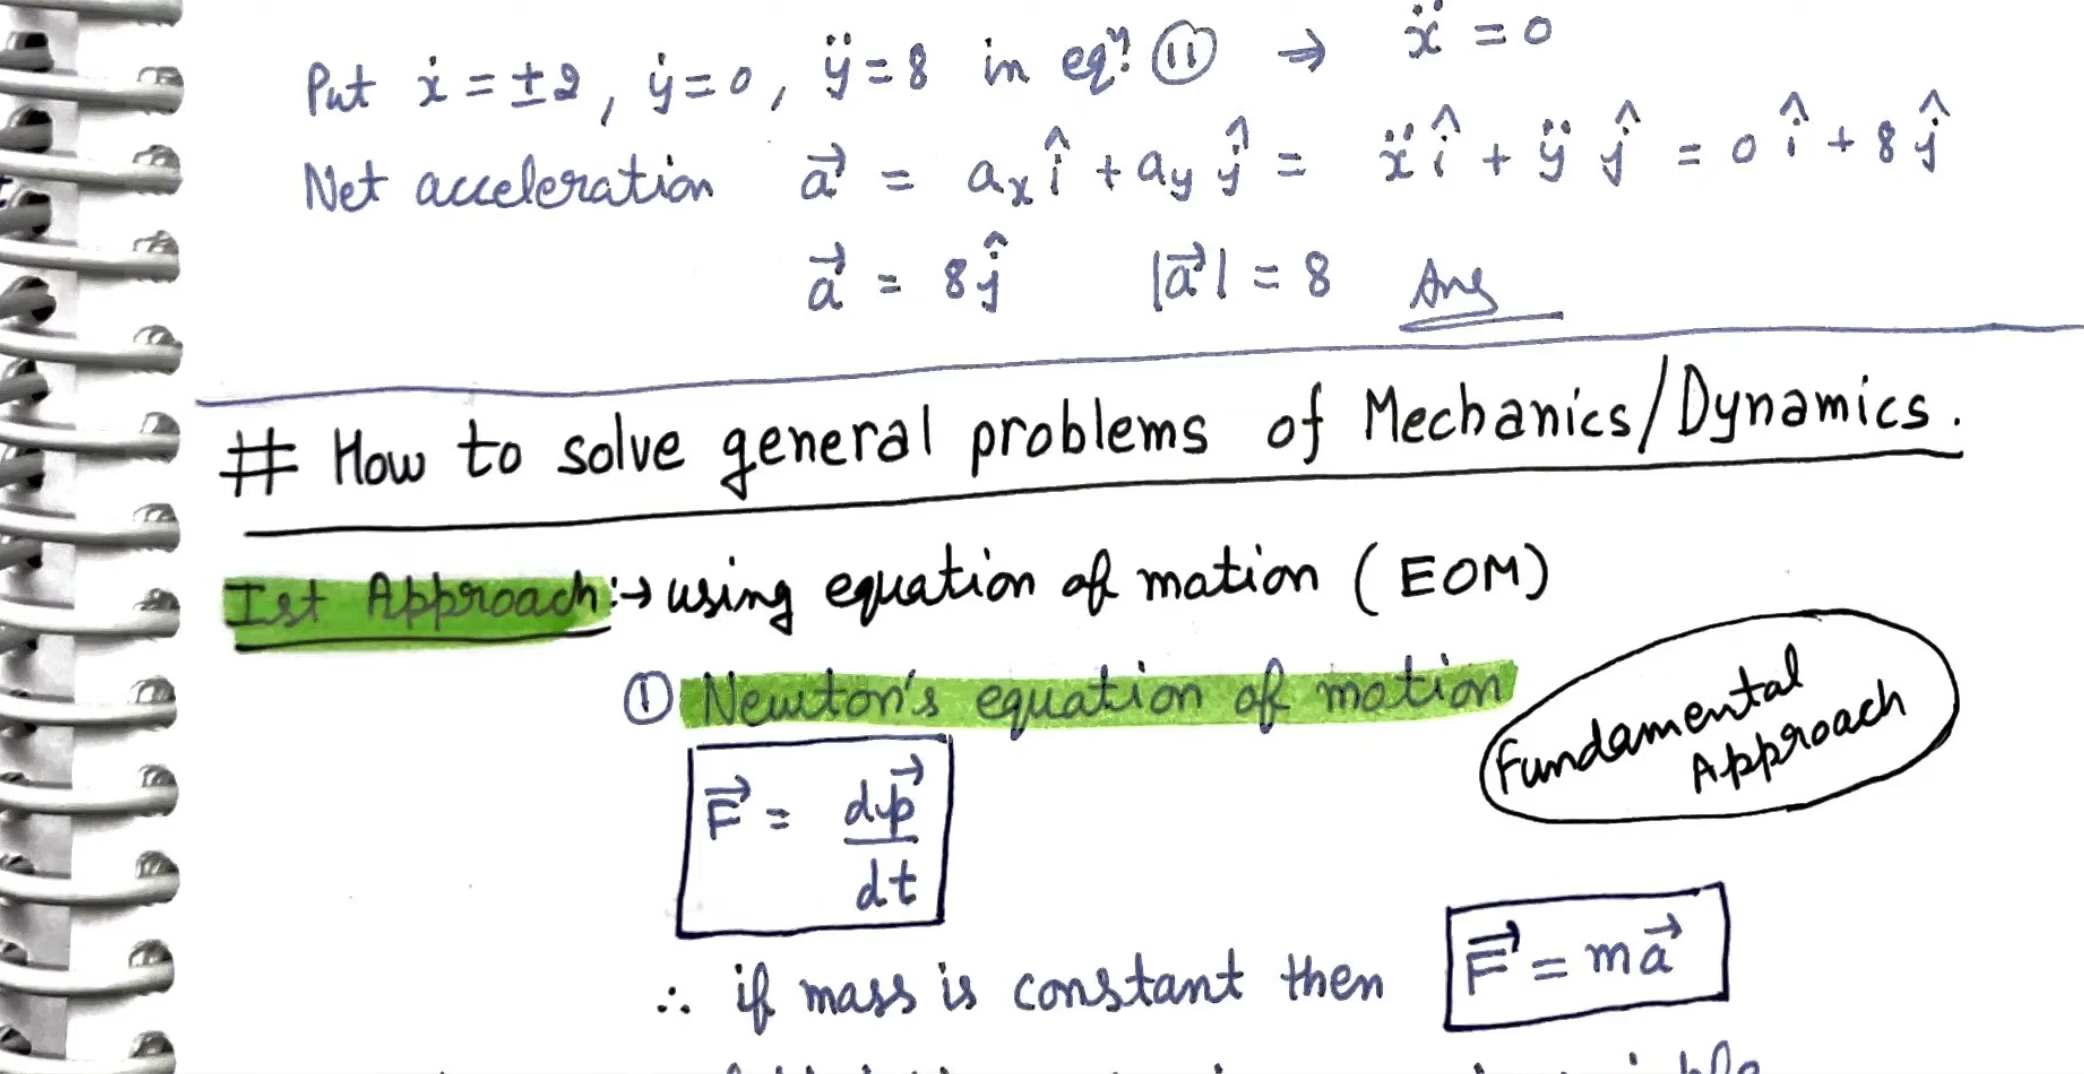 Put ẋ = ±2, ẏ=0, ÿ=8 in eqⁿ. ⑪ ⇒ ẍ = 0
Net acceleration a⃗ = aₓ î + a_y ĵ = ẍ î + ÿ ĵ = 0 î + 8 ĵ
a⃗ = 8ĵ |a⃗| = 8 Ans
# How to solve general problems of Mechanics/Dynamics.
Ist Approach :→ using equation of motion (EOM)
① Newton's equation of motion
Fundamental
Approach
F⃗ = dp⃗/dt
∴ if mass is constant then F⃗ = ma⃗